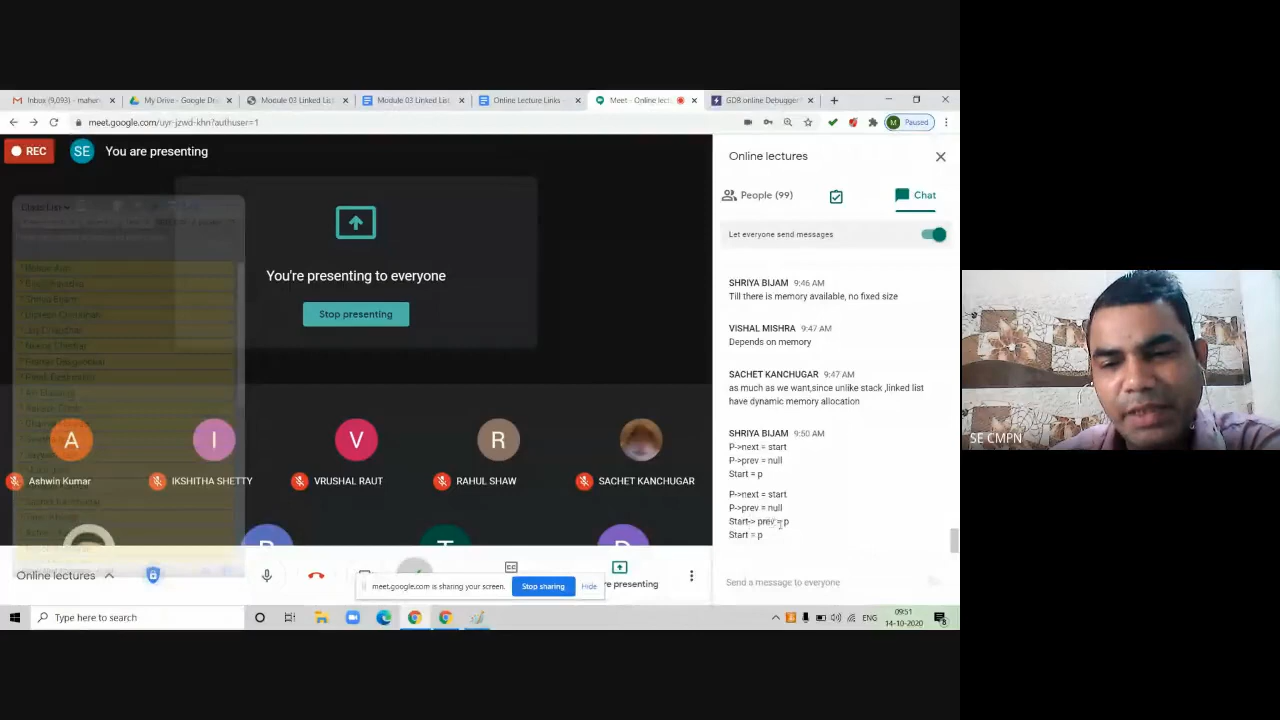 Inbox (9,093) - mahen
My Drive - Google Dri
Module 03 Linked List
Module 03 Linked List
Online Lecture Links -
Meet - Online lect
GDB online Debugger
meet.google.com/uyr-jzwd-khn?authuser=1
M Paused
REC
SE
You are presenting
You're presenting to everyone
Stop presenting
Online lectures
People (99)
Chat
Let everyone send messages
SHRIYA BIJAM 9:46 AM
Till there is memory available, no fixed size
VISHAL MISHRA 9:47 AM
Depends on memory
SACHET KANCHUGAR 9:47 AM
as much as we want,since unlike stack ,linked list
have dynamic memory allocation
SHRIYA BIJAM 9:50 AM
P->next = start
P->prev = null
Start = p
P->next = start
P->prev = null
Start-> prev = p
Start = p
Send a message to everyone
A
I
V
R
Ashwin Kumar
IKSHITHA SHETTY
VRUSHAL RAUT
RAHUL SHAW
SACHET KANCHUGAR
Online lectures
meet.google.com is sharing your screen.
Stop sharing
Hide
re presenting
SE CMPN
Type here to search
ENG
09:51
14-10-2020